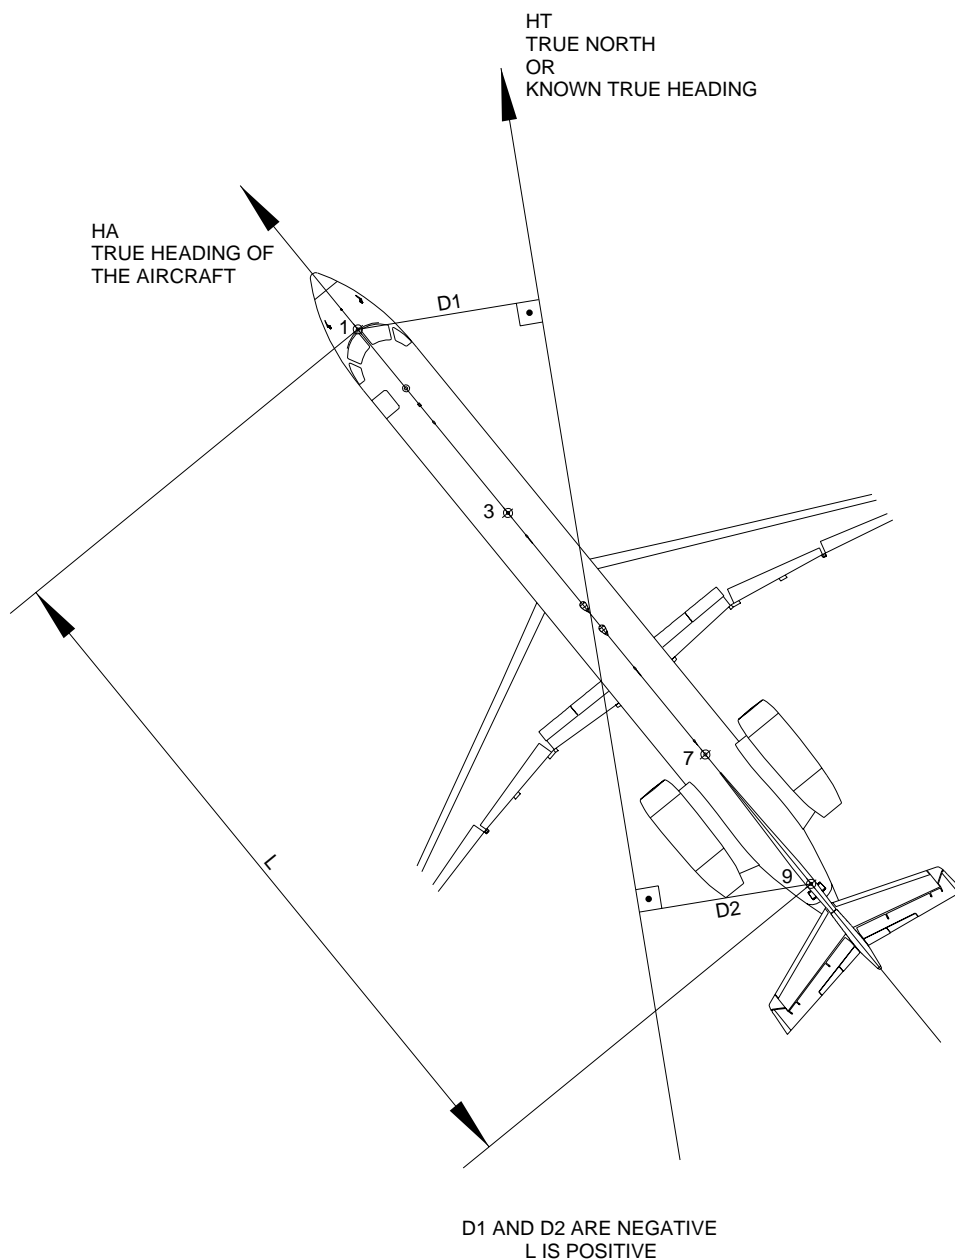 HT
TRUE NORTH
OR
KNOWN TRUE HEADING
HA
TRUE HEADING OF
THE AIRCRAFT
D1
1
3
7
L
9
D2
D1 AND D2 ARE NEGATIVE
L IS POSITIVE